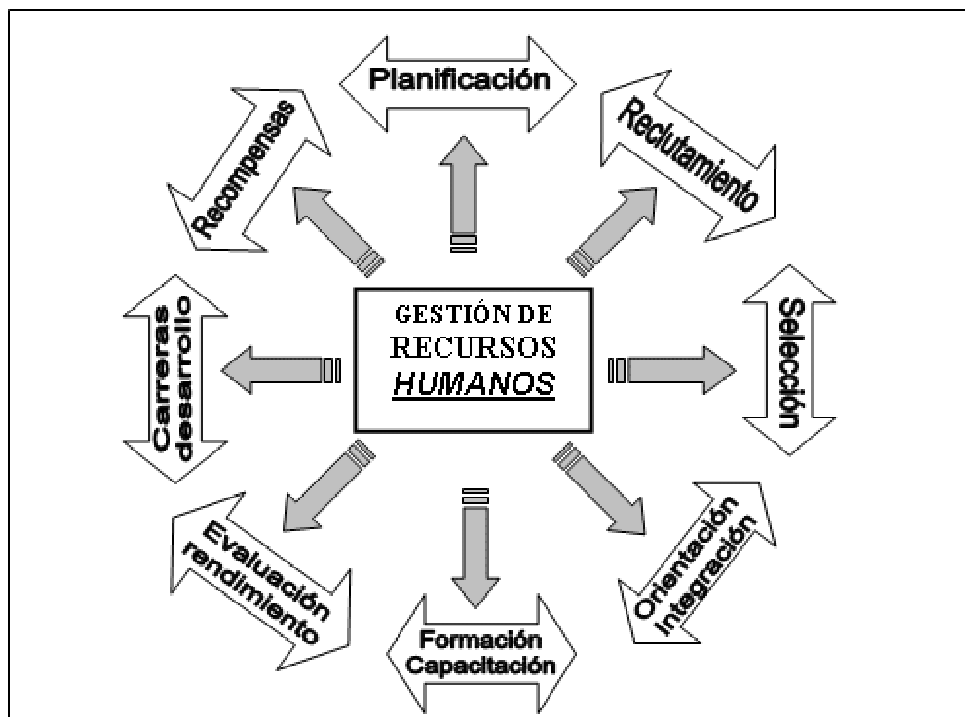 Planificación
Reclutamiento
Selección
Orientación
Integración
Formación
Capacitación
Evaluación
rendimiento
Carreras
desarrollo
Recompensas
GESTIÓN DE
RECURSOS
HUMANOS